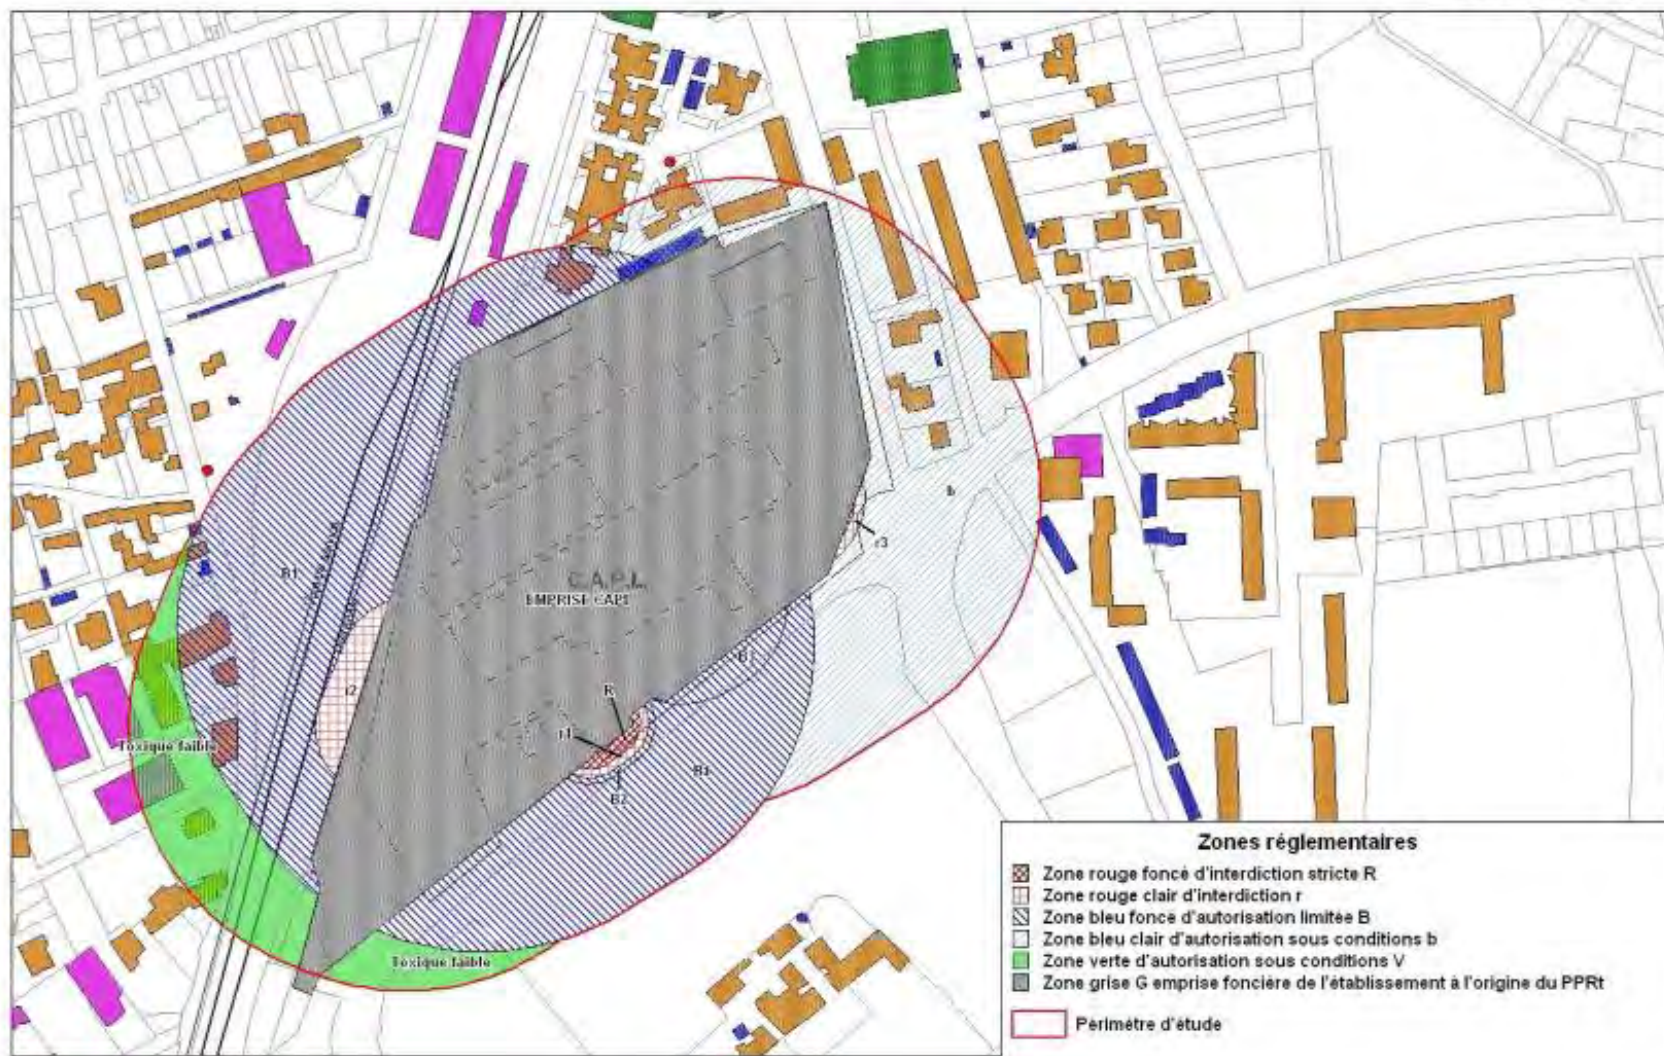 b
r3
B1
C.A.P.I.
EMPRISE CAPI
r2
B
R
r1
Toxique faible
B1
B2
Toxique faible
Zones réglementaires
Zone rouge foncé d'interdiction stricte R
Zone rouge clair d'interdiction r
Zone bleu fonce d'autorisation limitée B
Zone bleu clair d'autorisation sous conditions b
Zone verte d'autorisation sous conditions V
Zone grise G emprise foncière de l'établissement à l'origine du PPRt
Périmètre d'étude